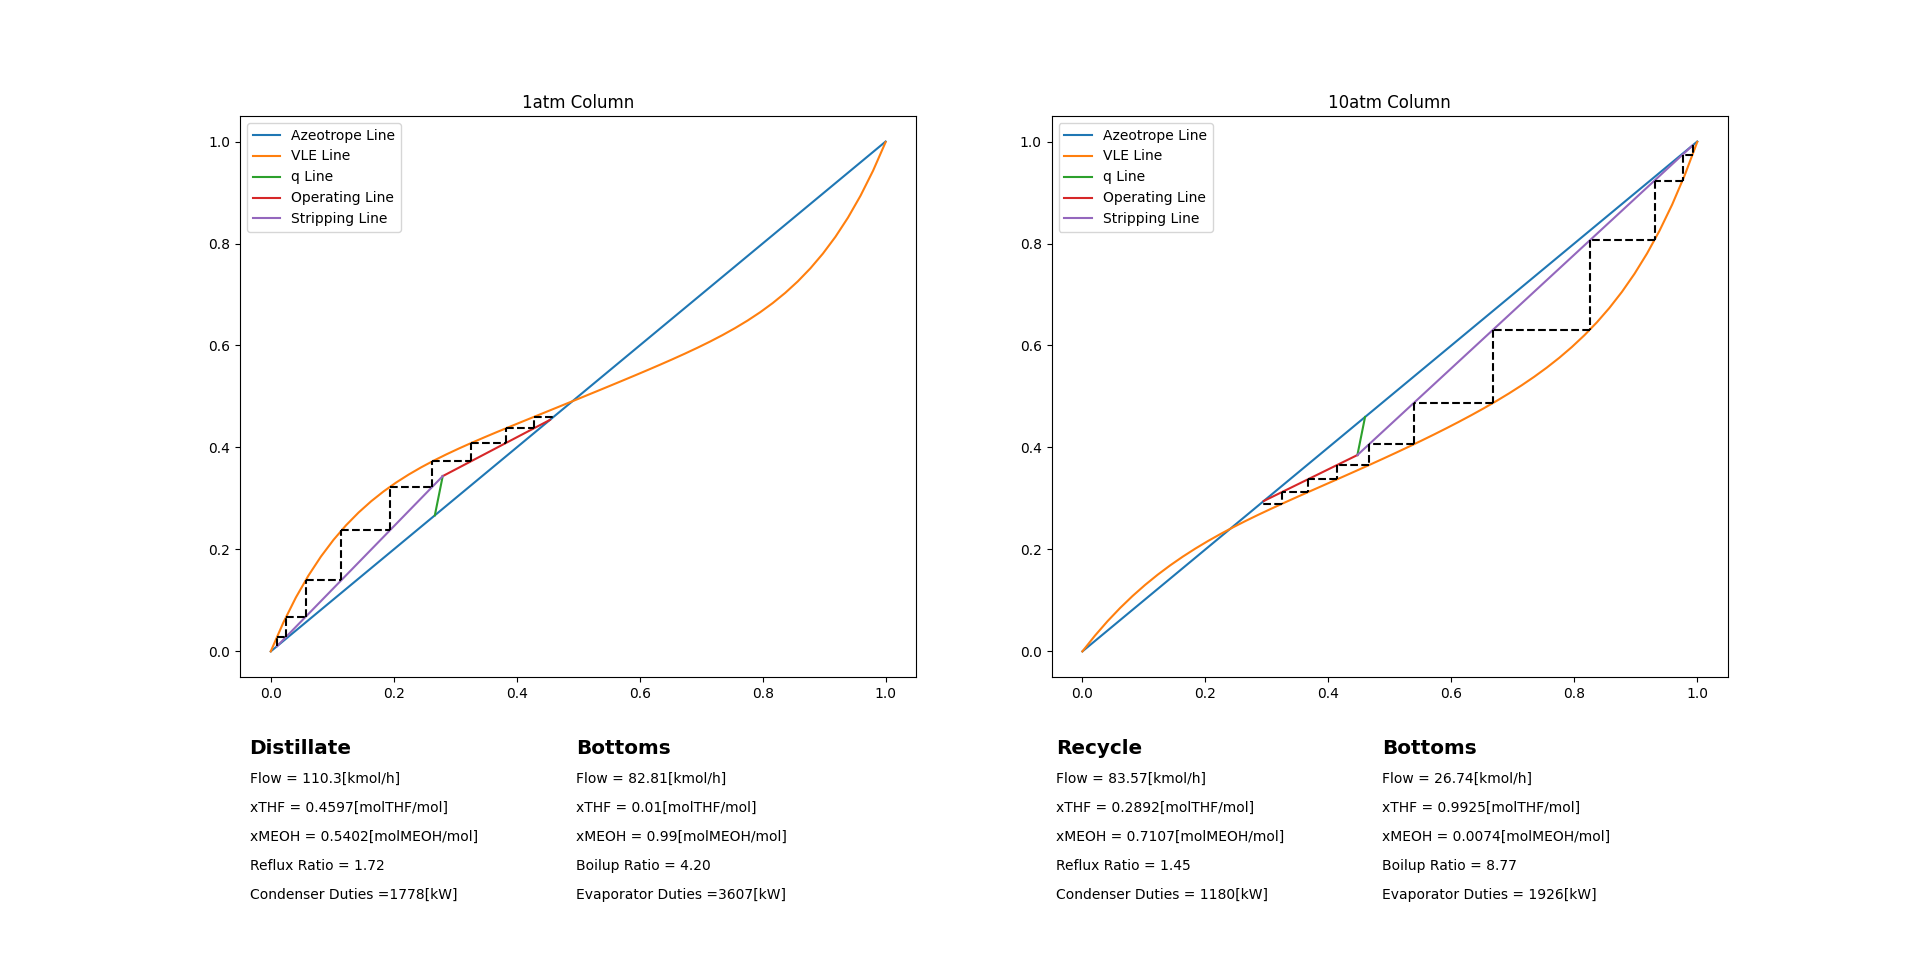 1atm Column
Azeotrope Line
VLE Line
q Line
Operating Line
Stripping Line
1.0
0.8
0.6
0.4
0.2
0.0
0.0 0.2 0.4 0.6 0.8 1.0
10atm Column
Azeotrope Line
VLE Line
q Line
Operating Line
Stripping Line
1.0
0.8
0.6
0.4
0.2
0.0
0.0 0.2 0.4 0.6 0.8 1.0
Distillate
Flow = 110.3[kmol/h]
xTHF = 0.4597[molTHF/mol]
xMEOH = 0.5402[molMEOH/mol]
Reflux Ratio = 1.72
Condenser Duties =1778[kW]
Bottoms
Flow = 82.81[kmol/h]
xTHF = 0.01[molTHF/mol]
xMEOH = 0.99[molMEOH/mol]
Boilup Ratio = 4.20
Evaporator Duties =3607[kW]
Recycle
Flow = 83.57[kmol/h]
xTHF = 0.2892[molTHF/mol]
xMEOH = 0.7107[molMEOH/mol]
Reflux Ratio = 1.45
Condenser Duties = 1180[kW]
Bottoms
Flow = 26.74[kmol/h]
xTHF = 0.9925[molTHF/mol]
xMEOH = 0.0074[molMEOH/mol]
Boilup Ratio = 8.77
Evaporator Duties = 1926[kW]